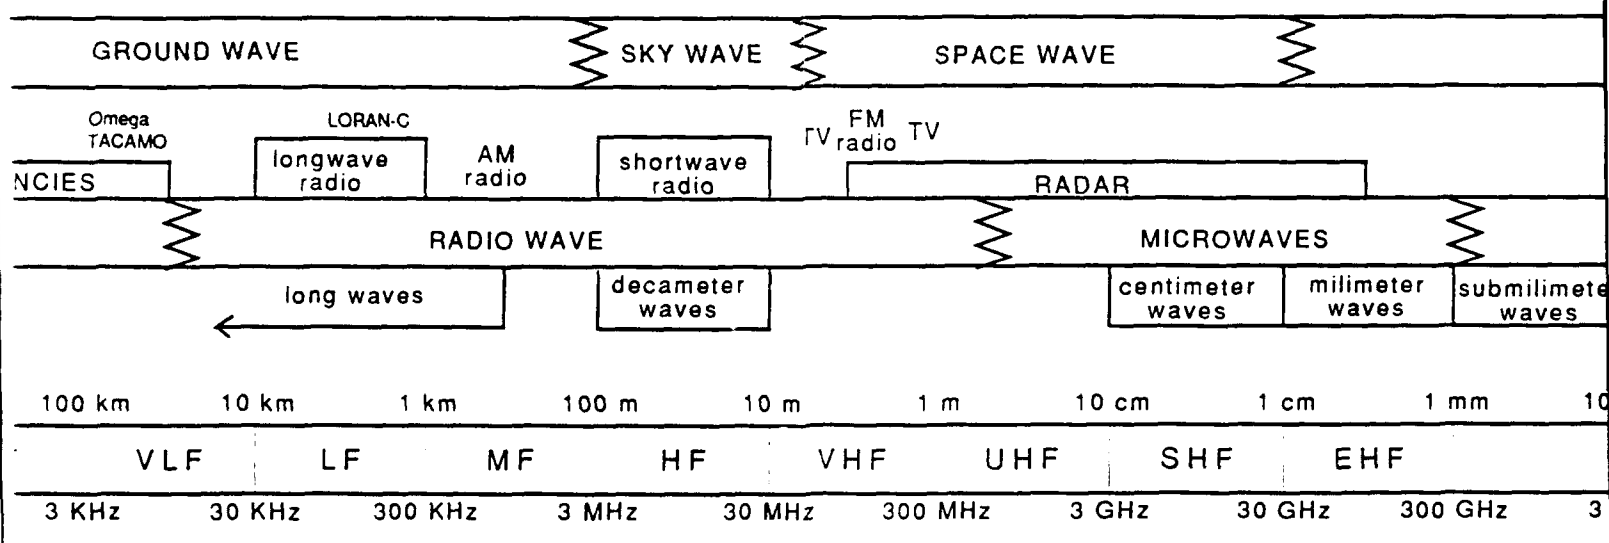 GROUND WAVE SKY WAVE SPACE WAVE
Omega
TACAMO
LORAN-C
FM
TV radio TV
NCIES
longwave
radio
AM
radio
shortwave
radio
RADAR
RADIO WAVE MICROWAVES
long waves
decameter
waves
centimeter
waves
milimeter
waves
submilimete
waves
100 km 10 km 1 km 100 m 10 m 1 m 10 cm 1 cm 1 mm 10
VLF LF MF HF VHF UHF SHF EHF
3 KHz 30 KHz 300 KHz 3 MHz 30 MHz 300 MHz 3 GHz 30 GHz 300 GHz 3